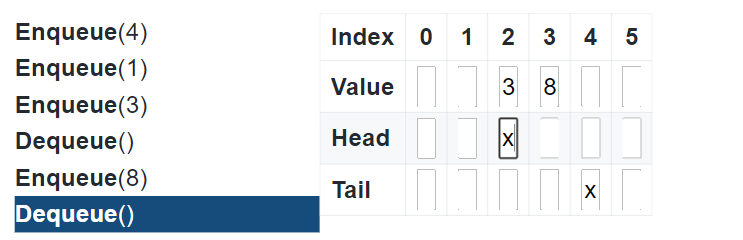 Enqueue(4)
Enqueue(1)
Enqueue(3)
Dequeue()
Enqueue(8)
Dequeue()
Index 0 1 2 3 4 5
Value 3 8
Head x
Tail x